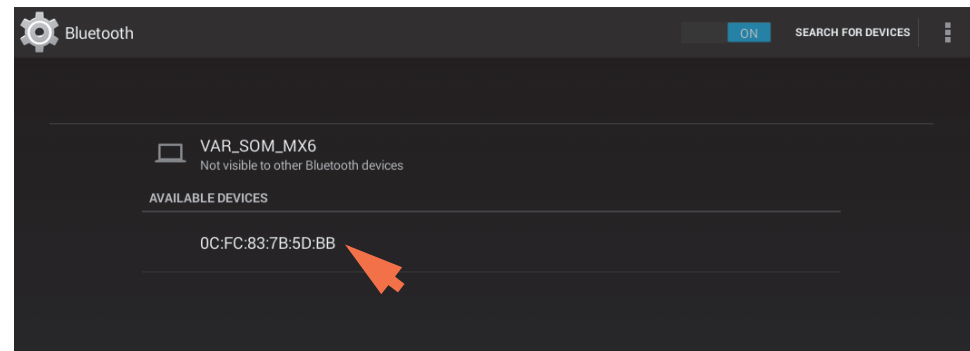 Bluetooth
ON
SEARCH FOR DEVICES
VAR_SOM_MX6
Not visible to other Bluetooth devices
AVAILABLE DEVICES
0C:FC:83:7B:5D:BB